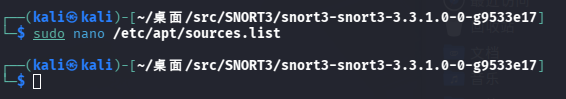 ┌──(kali㉿kali)-[~/桌面/src/SNORT3/snort3-snort3-3.3.1.0-0-g9533e17]
└─$ sudo nano /etc/apt/sources.list
┌──(kali㉿kali)-[~/桌面/src/SNORT3/snort3-snort3-3.3.1.0-0-g9533e17]
└─$